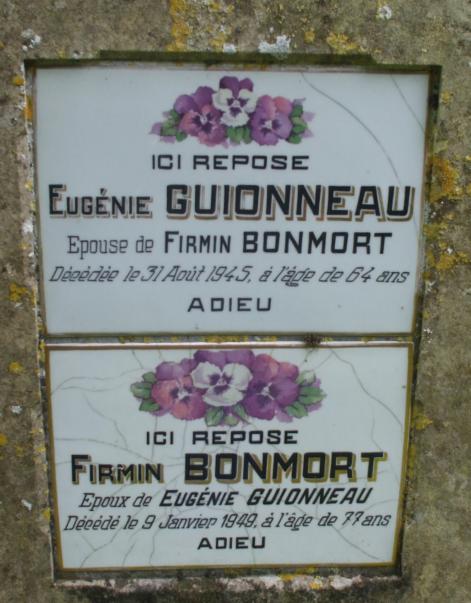 ICI REPOSE
EUGÉNIE GUIONNEAU
Epouse de FIRMIN BONMORT
Décédée le 31 Août 1945, à l'âge de 64 ans
ADIEU
ICI REPOSE
FIRMIN BONMORT
Epoux de EUGÉNIE GUIONNEAU
Décédé le 9 Janvier 1949, à l'âge de 77 ans
ADIEU